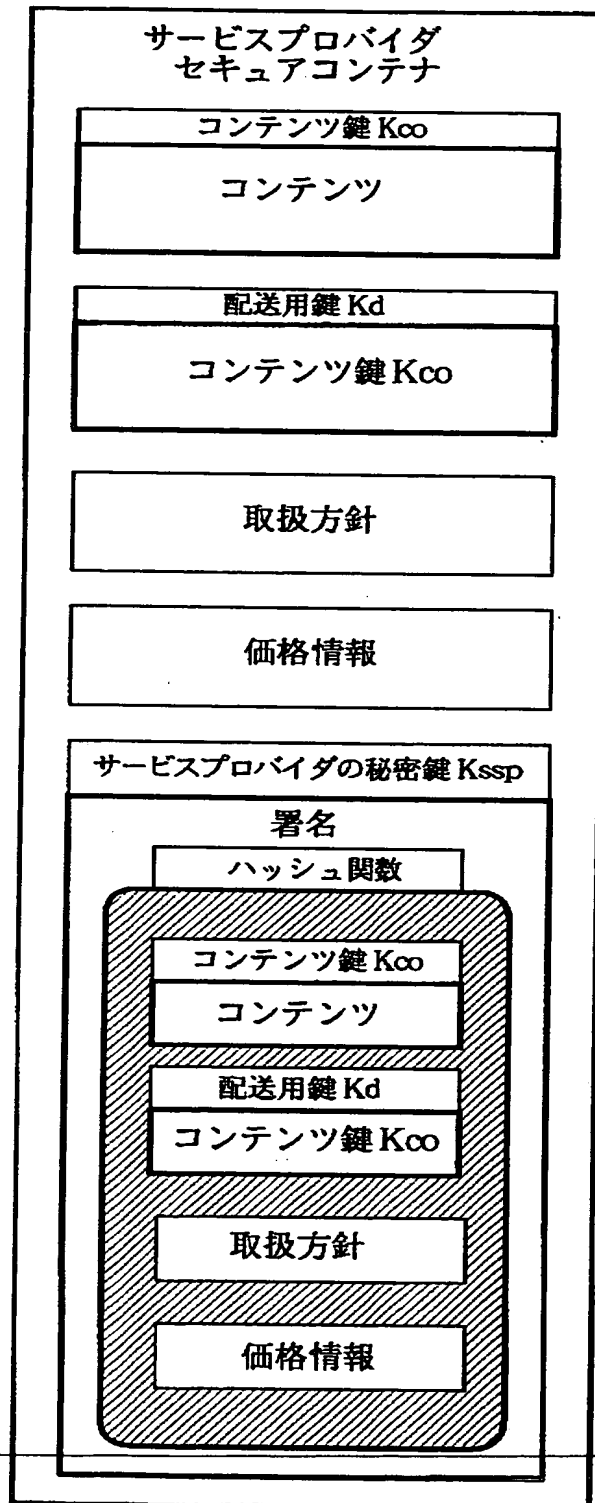 サービスプロバイダ
セキュアコンテナ
コンテンツ鍵 Kco
コンテンツ
配送用鍵 Kd
コンテンツ鍵 Kco
取扱方針
価格情報
サービスプロバイダの秘密鍵 Kssp
署名
ハッシュ関数
コンテンツ鍵 Kco
コンテンツ
配送用鍵 Kd
コンテンツ鍵 Kco
取扱方針
価格情報